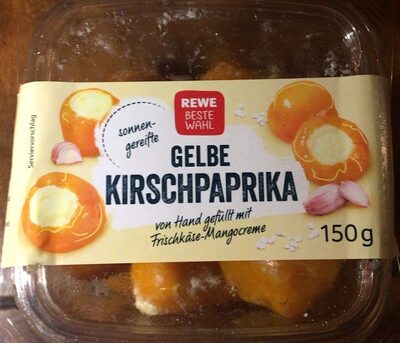 Serviervorschlag
REWE
BESTE
WAHL
sonnen-
gereifte
GELBE
KIRSCHPAPRIKA
von Hand gefüllt mit
Frischkäse-Mangocreme
150g